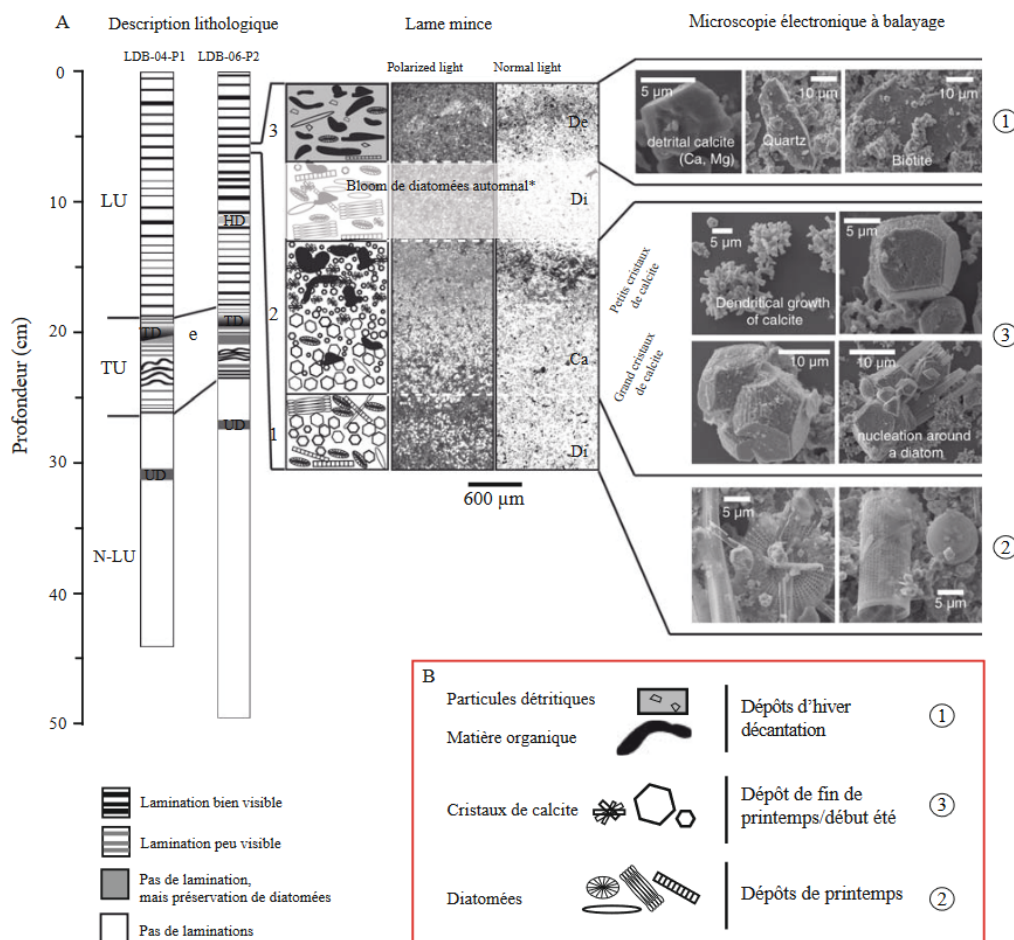 A
Description lithologique
Lame mince
Microscopie électronique à balayage
LDB-04-P1
LDB-06-P2
Polarized light
Normal light
Profondeur (cm)
0
10
20
30
40
50
LU
TU
N-LU
TD
UD
HD
TD
UD
e
3
2
1
Bloom de diatomées automnal*
De
Di
Ca
Di
600 µm
5 µm
detrital calcite
(Ca, Mg)
10 µm
Quartz
10 µm
Biotite
1
Petits cristaux
de calcite
Grand cristaux
de calcite
5 µm
Dendritical growth
of calcite
5 µm
10 µm
10 µm
nucleation around
a diatom
3
5 µm
5 µm
2
Lamination bien visible
Lamination peu visible
Pas de lamination,
mais préservation de diatomées
Pas de laminations
B
Particules détritiques
Matière organique
Dépôts d’hiver
décantation
1
Cristaux de calcite
Dépôt de fin de
printemps/début été
3
Diatomées
Dépôts de printemps
2